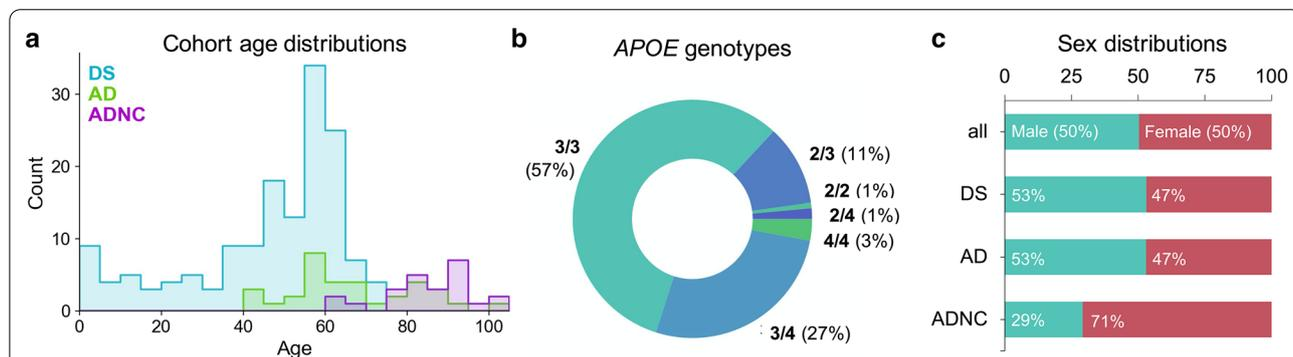 a
Cohort age distributions
DS
AD
ADNC
Count
30
20
10
0
0 20 40 60 80 100
Age
b
APOE genotypes
3/3
(57%)
2/3 (11%)
2/2 (1%)
2/4 (1%)
4/4 (3%)
3/4 (27%)
c
Sex distributions
0 25 50 75 100
all Male (50%) Female (50%)
DS 53% 47%
AD 53% 47%
ADNC 29% 71%